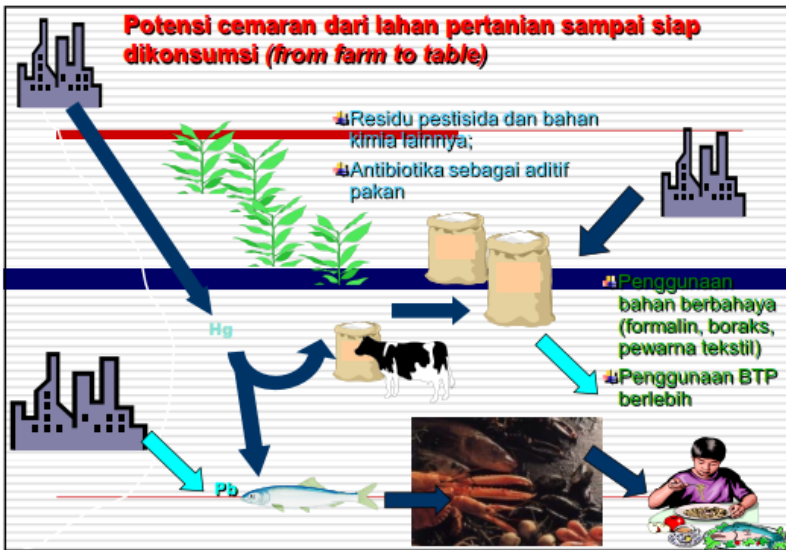 Potensi cemaran dari lahan pertanian sampai siap
dikonsumsi (from farm to table)
Residu pestisida dan bahan
kimia lainnya;
Antibiotika sebagai aditif
pakan
Penggunaan
bahan berbahaya
(formalin, boraks,
pewarna tekstil)
Penggunaan BTP
berlebih
Hg
Pb